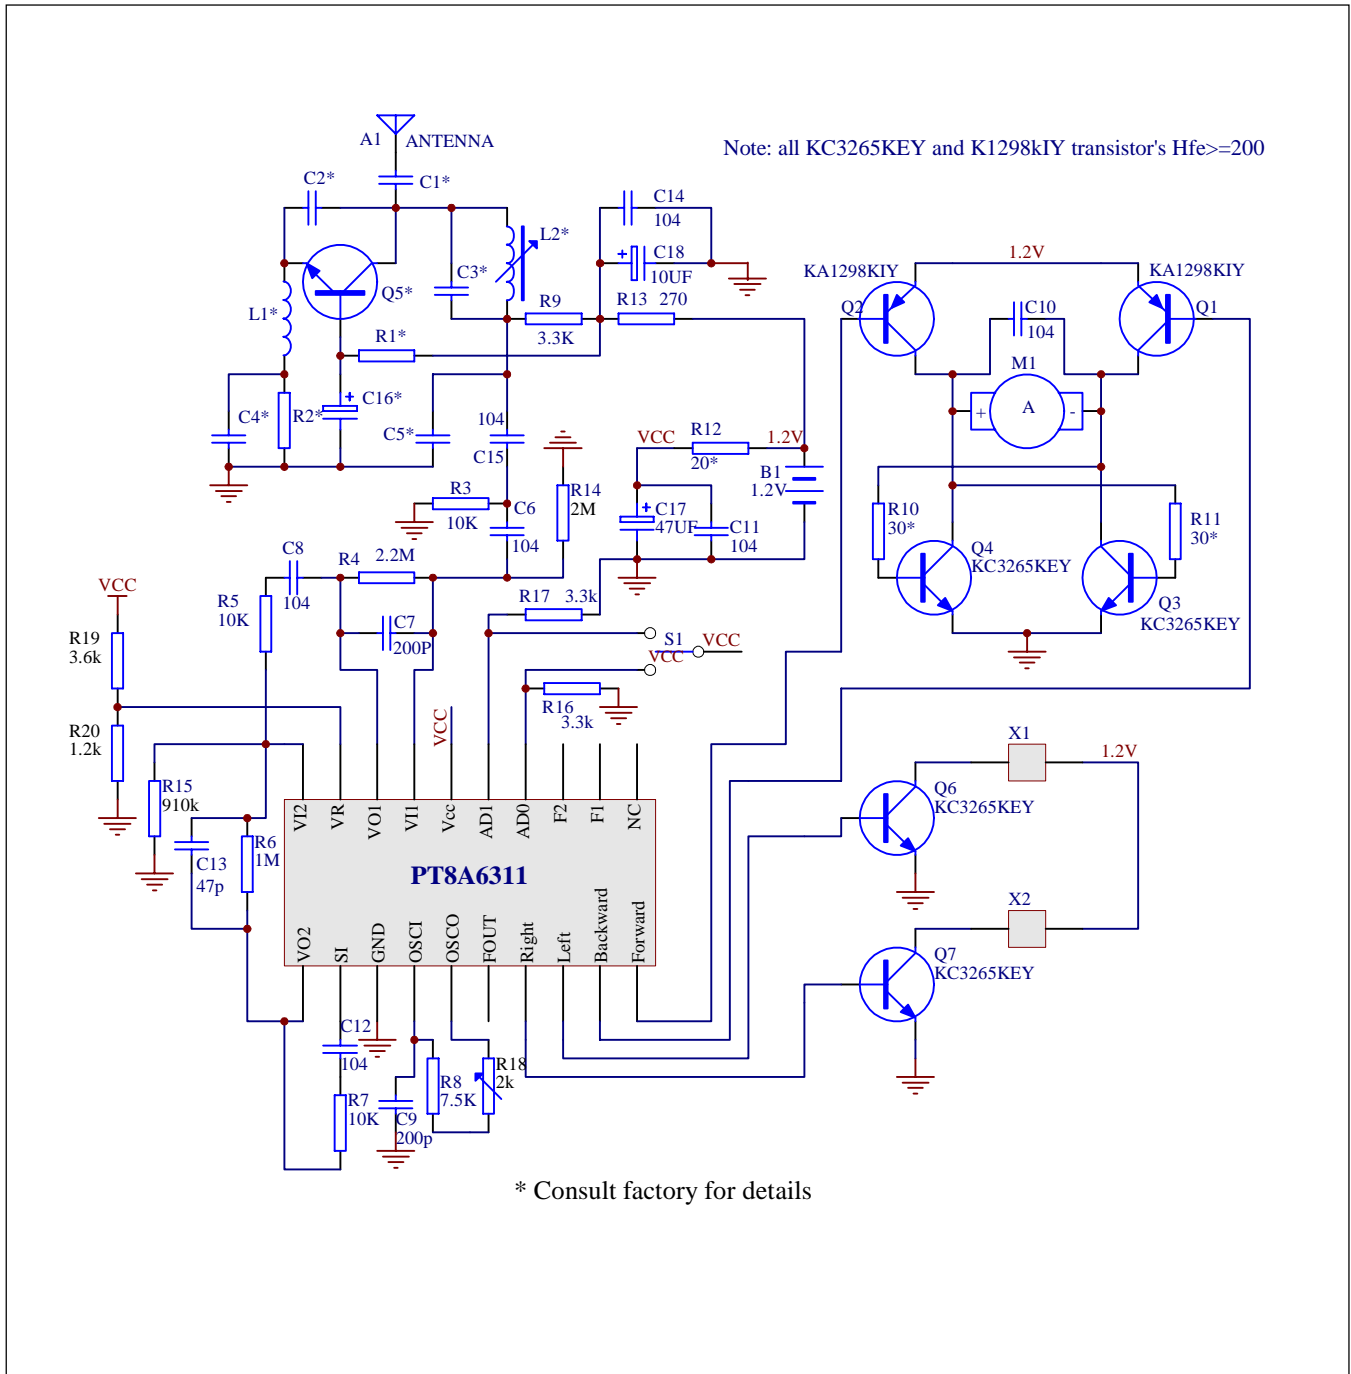 A1 ANTENNA
Note: all KC3265KEY and K1298kIY transistor's Hfe>=200
C2*
C1*
C14
104
L2*
C18
10UF
1.2V
KA1298KIY
KA1298KIY
C3*
Q5*
L1*
R9
3.3K
R13 270
Q2
C10
104
Q1
R1*
M1
A
+
-
C4*
R2*
C16*
C5*
104
C15
VCC
R12
20*
1.2V
B1
1.2V
R3
10K
C6
104
R14
2M
C17
47UF
C11
104
R10
30*
R11
30*
Q4
KC3265KEY
Q3
KC3265KEY
C8
104
R4
2.2M
VCC
R5
10K
R17
3.3k
C7
200P
S1
VCC
VCC
R19
3.6k
R16
3.3k
VCC
R20
1.2k
X1
1.2V
R15
910k
Q6
KC3265KEY
VI2
VR
VO1
VI1
Vcc
AD1
AD0
F2
F1
NC
R6
1M
C13
47p
PT8A6311
X2
VO2
SI
GND
OSCI
OSCO
FOUT
Right
Left
Backward
Forward
Q7
KC3265KEY
C12
104
R18
2k
R8
7.5K
R7
10K
C9
200p
* Consult factory for details